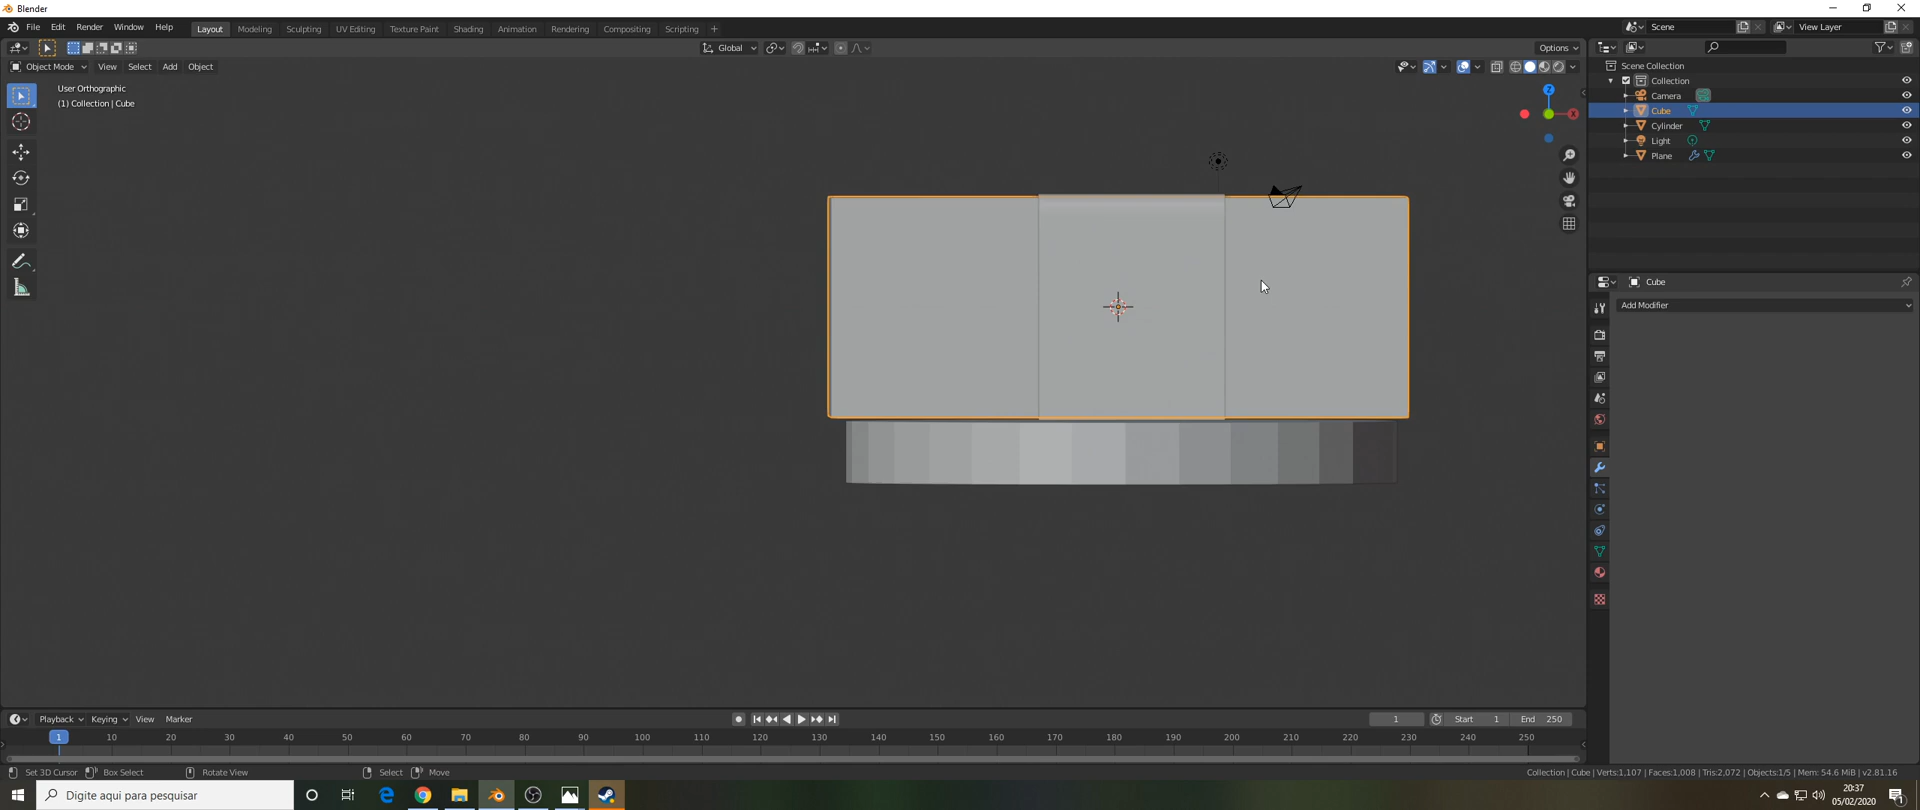 Blender
File Edit Render Window Help
Layout Modeling Sculpting UV Editing Texture Paint Shading Animation Rendering Compositing Scripting +
Scene View Layer
Global Options
Object Mode View Select Add Object
User Orthographic
(1) Collection | Cube
Z
X
Scene Collection
Collection
Camera
Cube
Cylinder
Light
Plane
Cube
Add Modifier
Playback Keying View Marker
1 Start 1 End 250
1 10 20 30 40 50 60 70 80 90 100 110 120 130 140 150 160 170 180 190 200 210 220 230 240 250
Set 3D Cursor Box Select Rotate View Select Move
Collection | Cube | Verts:1,107 | Faces:1,008 | Tris:2,072 | Objects:1/5 | Mem: 54.6 MiB | v2.81.16
Digite aqui para pesquisar
20:37
05/02/2020
1